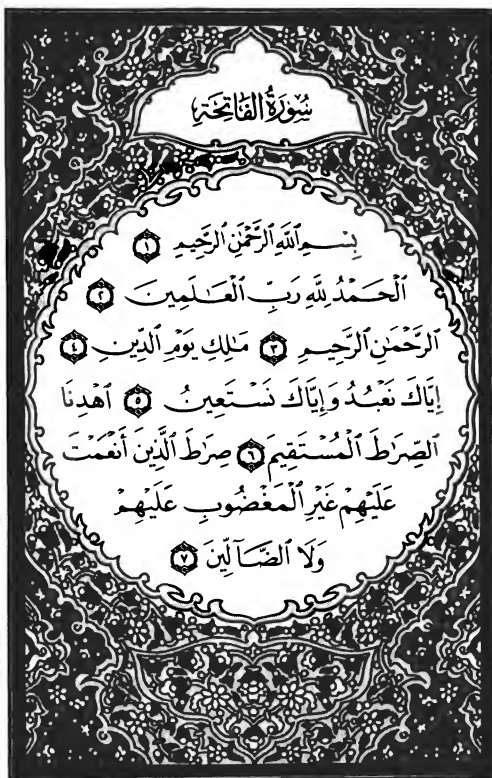 سُورَةُ الفَاتِحَةِ
بِسْمِ ٱللَّهِ ٱلرَّحْمَٰنِ ٱلرَّحِيمِ ١
ٱلْحَمْدُ لِلَّهِ رَبِّ ٱلْعَٰلَمِينَ ٢
ٱلرَّحْمَٰنِ ٱلرَّحِيمِ ٣ مَٰلِكِ يَوْمِ ٱلدِّينِ ٤
إِيَّاكَ نَعْبُدُ وَإِيَّاكَ نَسْتَعِينُ ٥ ٱهْدِنَا
ٱلصِّرَٰطَ ٱلْمُسْتَقِيمَ ٦ صِرَٰطَ ٱلَّذِينَ أَنْعَمْتَ
عَلَيْهِمْ غَيْرِ ٱلْمَغْضُوبِ عَلَيْهِمْ
وَلَا ٱلضَّآلِّينَ ٧